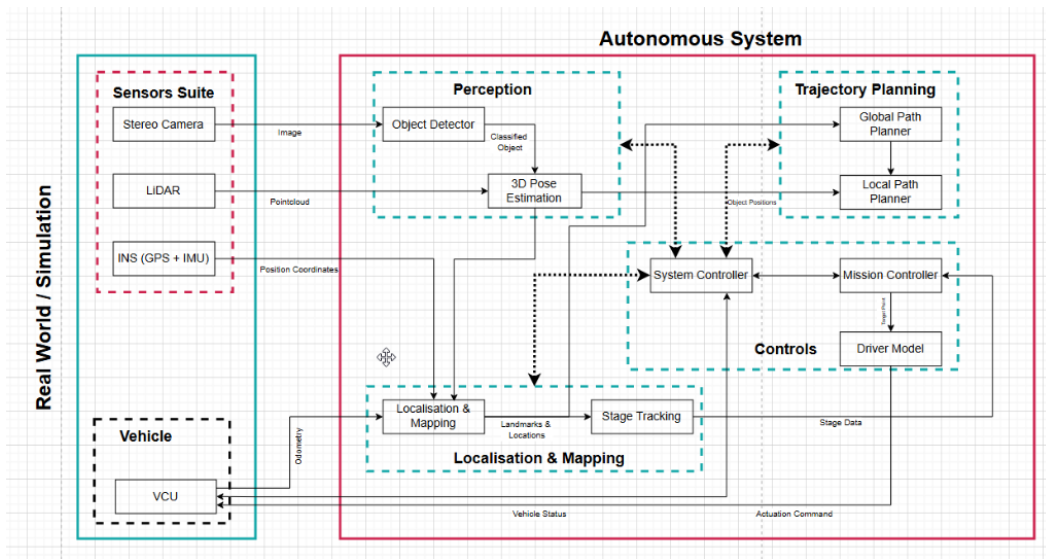 Autonomous System
Real World / Simulation
Sensors Suite
Stereo Camera
LiDAR
INS (GPS + IMU)
Image
Pointcloud
Position Coordinates
Perception
Object Detector
Classified
Object
3D Pose
Estimation
Trajectory Planning
Global Path
Planner
Local Path
Planner
Object Positions
System Controller
Mission Controller
Target Point
Controls
Driver Model
Localisation &
Mapping
Landmarks &
Locations
Stage Tracking
Stage Data
Localisation & Mapping
Vehicle
VCU
Odometry
Vehicle Status
Actuation Command